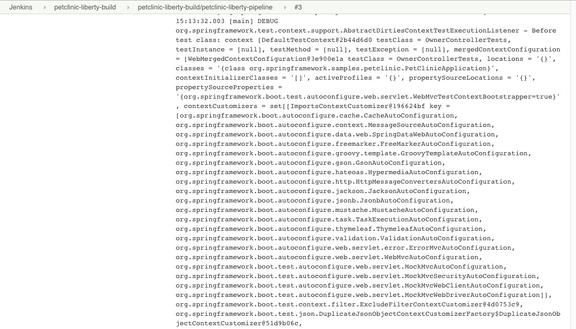 Jenkins › petclinic-liberty-build › petclinic-liberty-build/petclinic-liberty-pipeline › #3
15:13:32.003 [main] DEBUG
org.springframework.test.context.support.AbstractDirtiesContextTestExecutionListener - Before
test class: context [DefaultTestContext@2b44d6d0 testClass = OwnerControllerTests,
testInstance = [null], testMethod = [null], testException = [null], mergedContextConfiguration
= [WebMergedContextConfiguration@3e900e1a testClass = OwnerControllerTests, locations = '{}',
classes = '{class org.springframework.samples.petclinic.PetClinicApplication}',
contextInitializerClasses = '[]', activeProfiles = '{}', propertySourceLocations = '{}',
propertySourceProperties =
'{org.springframework.boot.test.autoconfigure.web.servlet.WebMvcTestContextBootstrapper=true}'
, contextCustomizers = set[[ImportsContextCustomizer@196624bf key =
[org.springframework.boot.autoconfigure.cache.CacheAutoConfiguration,
org.springframework.boot.autoconfigure.context.MessageSourceAutoConfiguration,
org.springframework.boot.autoconfigure.data.web.SpringDataWebAutoConfiguration,
org.springframework.boot.autoconfigure.freemarker.FreeMarkerAutoConfiguration,
org.springframework.boot.autoconfigure.groovy.template.GroovyTemplateAutoConfiguration,
org.springframework.boot.autoconfigure.gson.GsonAutoConfiguration,
org.springframework.boot.autoconfigure.hateoas.HypermediaAutoConfiguration,
org.springframework.boot.autoconfigure.http.HttpMessageConvertersAutoConfiguration,
org.springframework.boot.autoconfigure.jackson.JacksonAutoConfiguration,
org.springframework.boot.autoconfigure.jsonb.JsonbAutoConfiguration,
org.springframework.boot.autoconfigure.mustache.MustacheAutoConfiguration,
org.springframework.boot.autoconfigure.task.TaskExecutionAutoConfiguration,
org.springframework.boot.autoconfigure.thymeleaf.ThymeleafAutoConfiguration,
org.springframework.boot.autoconfigure.validation.ValidationAutoConfiguration,
org.springframework.boot.autoconfigure.web.servlet.error.ErrorMvcAutoConfiguration,
org.springframework.boot.autoconfigure.web.servlet.WebMvcAutoConfiguration,
org.springframework.boot.test.autoconfigure.web.servlet.MockMvcAutoConfiguration,
org.springframework.boot.test.autoconfigure.web.servlet.MockMvcSecurityAutoConfiguration,
org.springframework.boot.test.autoconfigure.web.servlet.MockMvcWebClientAutoConfiguration,
org.springframework.boot.test.autoconfigure.web.servlet.MockMvcWebDriverAutoConfiguration]],
org.springframework.boot.test.context.filter.ExcludeFilterContextCustomizer@4d0753c9,
org.springframework.boot.test.json.DuplicateJsonObjectContextCustomizerFactory$DuplicateJsonOb
jectContextCustomizer@51d9b06c,